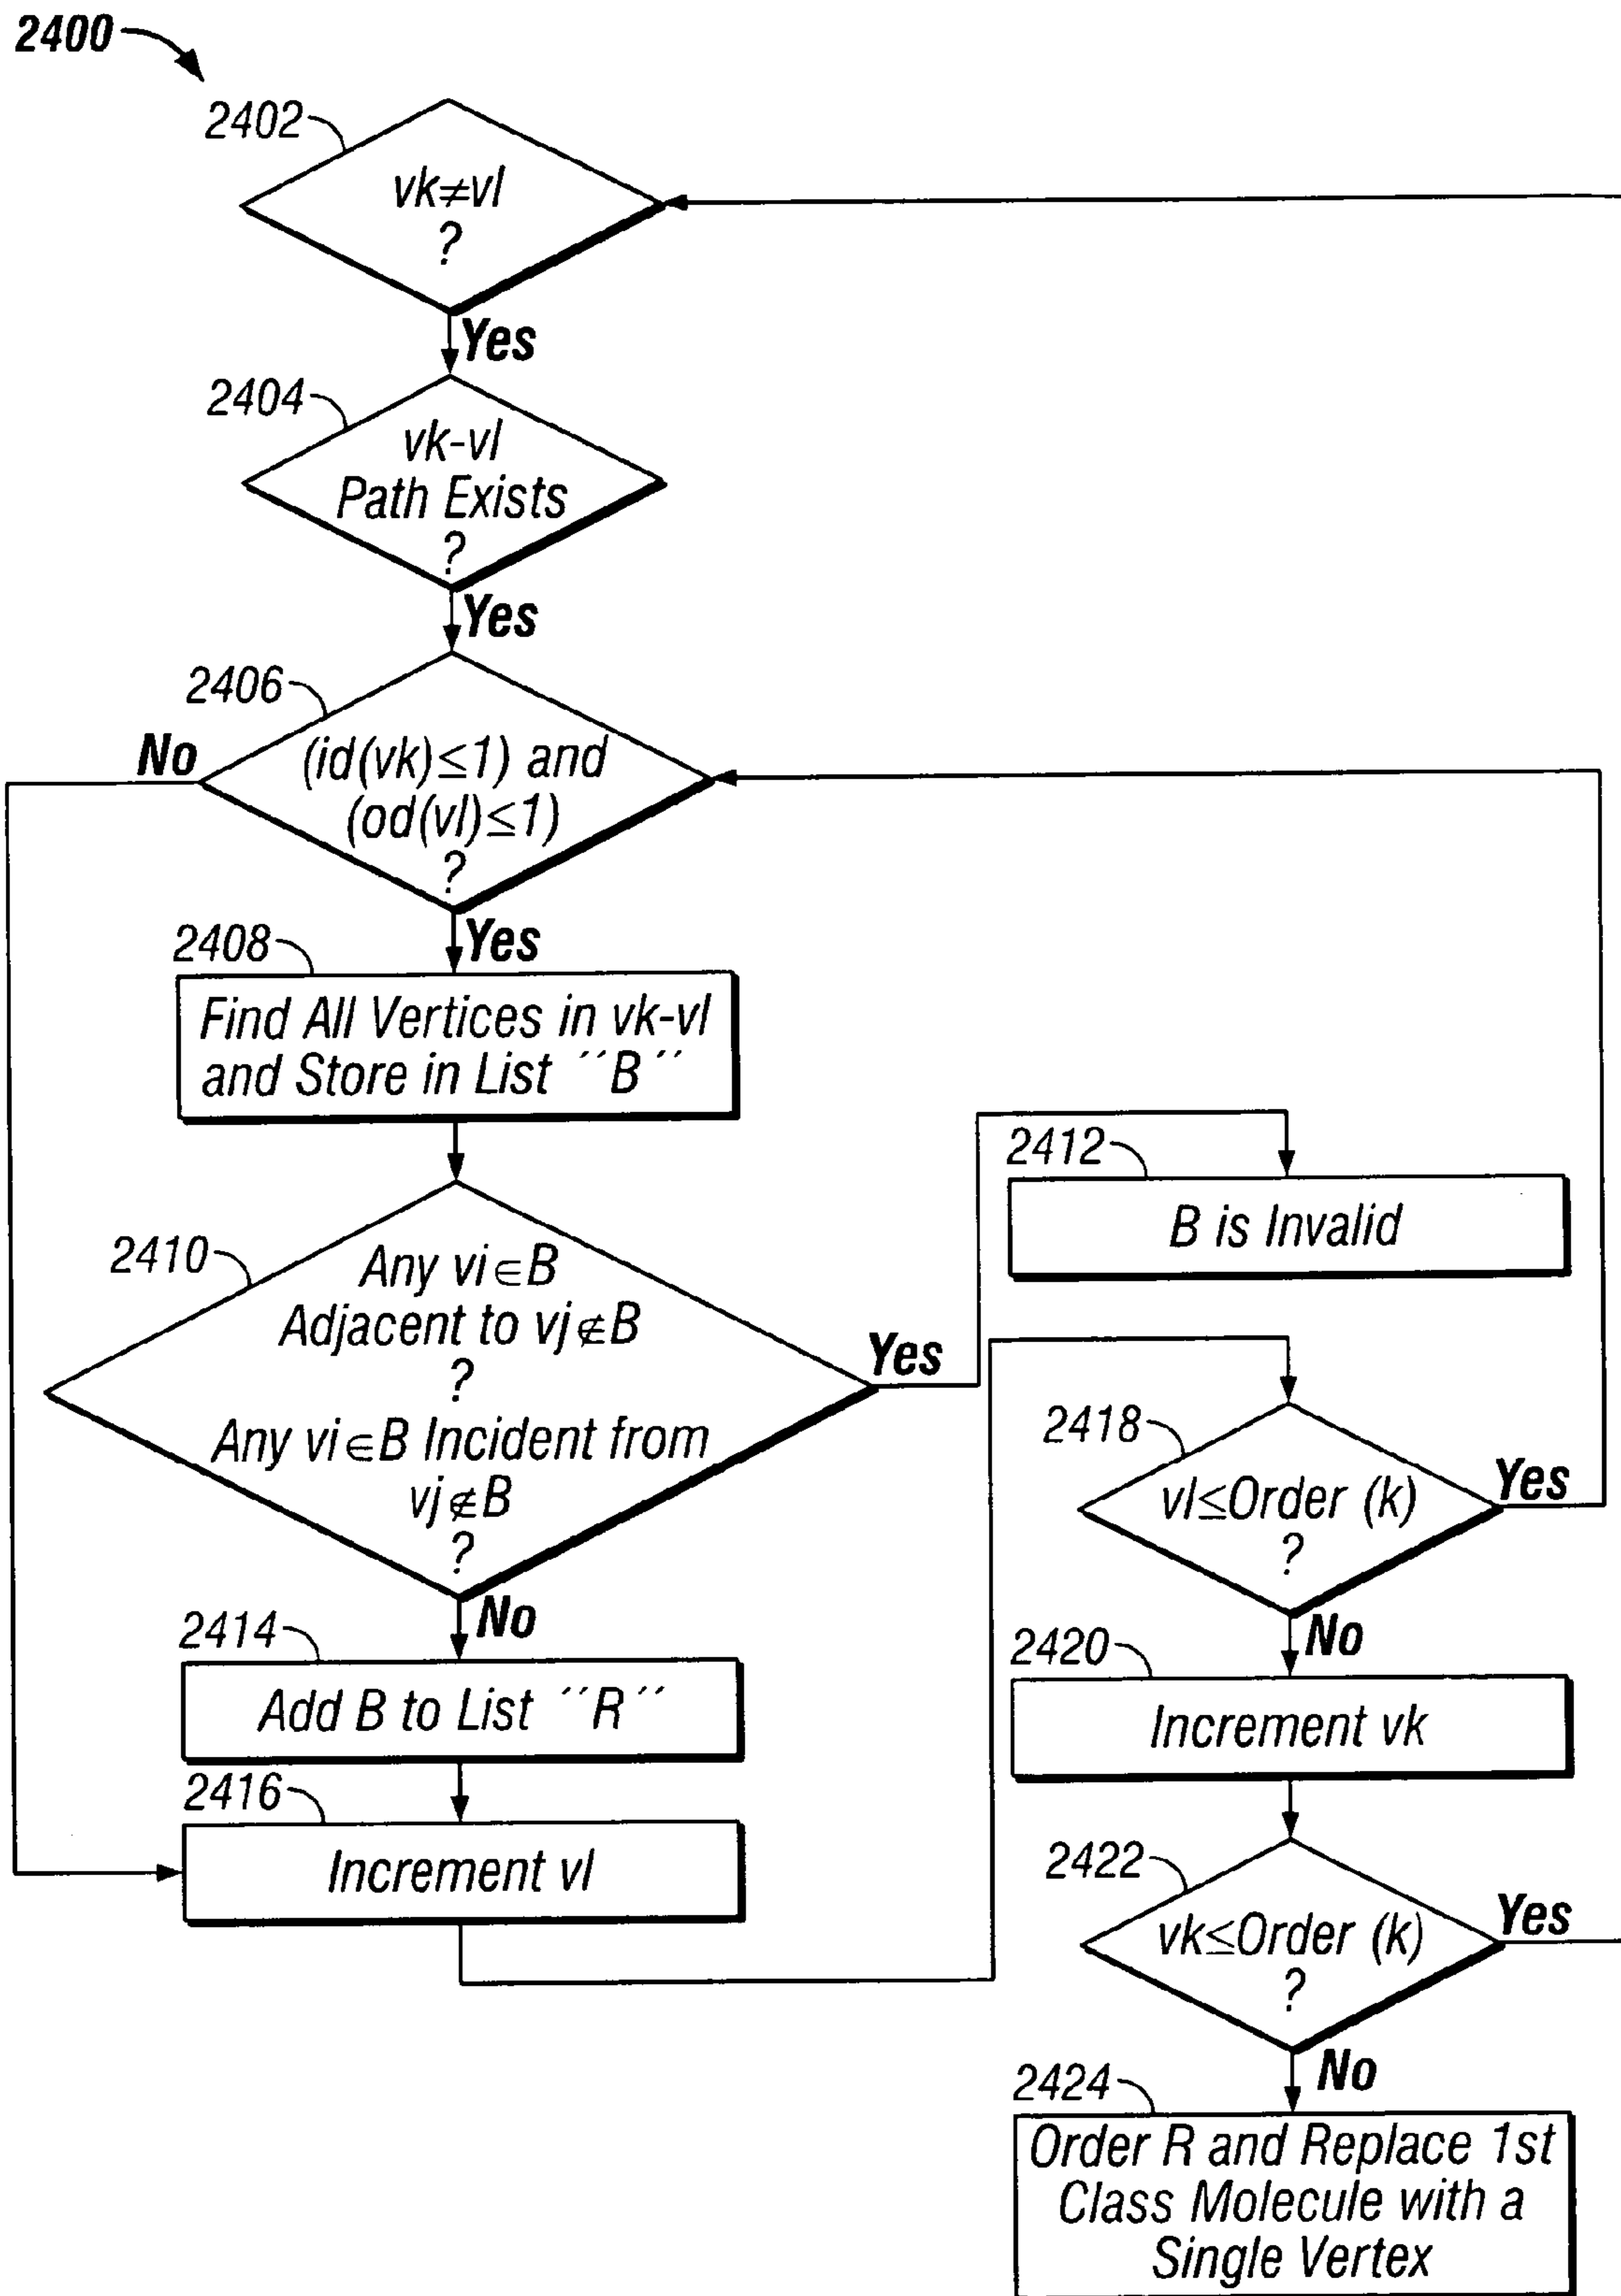 2400
2402
vk≠vl
?
Yes
2404
vk-vl
Path Exists
?
Yes
2406
No
(id(vk)≤1) and
(od(vl)≤1)
?
Yes
2408
Find All Vertices in vk-vl
and Store in List ´´B´´
2410
Any vi∈B
Adjacent to vj∉B
?
Any vi∈B Incident from
vj∉B
?
Yes
2412
B is Invalid
No
2414
Add B to List ´´R´´
2416
Increment vl
2418
vl≤Order (k)
?
Yes
No
2420
Increment vk
2422
vk≤Order (k)
?
Yes
No
2424
Order R and Replace 1st
Class Molecule with a
Single Vertex